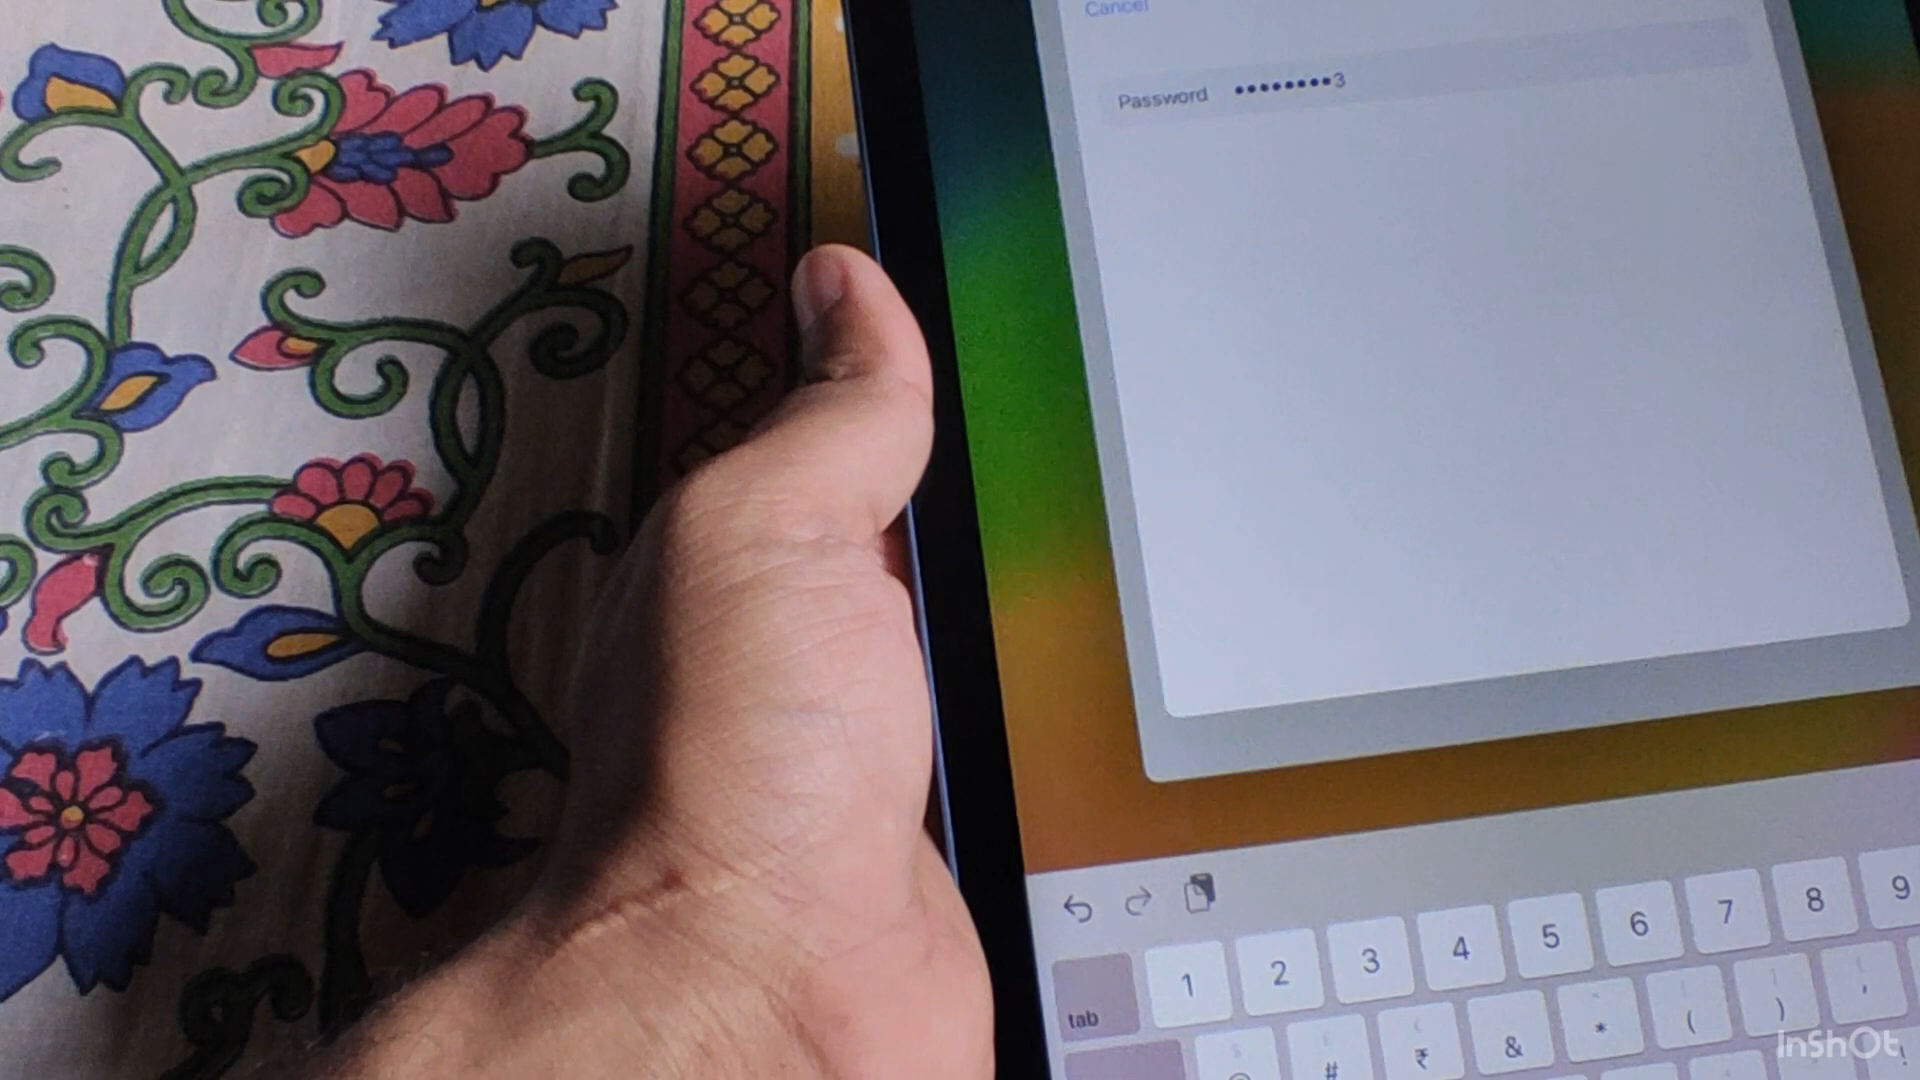 Cancel
Password ••••••••3
1 2 3 4 5 6 7 8 9
tab
# ₹ & * ( ) '
InShOt